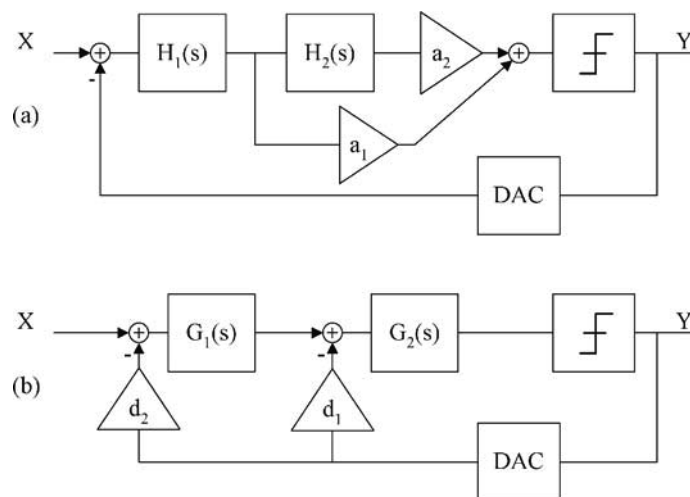 X
-
H₁(s)
H₂(s)
a₂
Y
a₁
(a)
DAC
X
-
G₁(s)
-
G₂(s)
Y
d₂
d₁
(b)
DAC